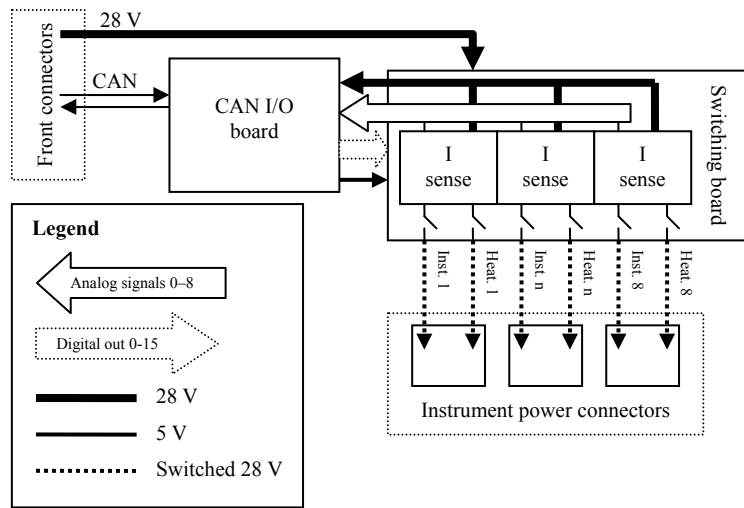 28 V
Front connectors
CAN
CAN I/O
board
Switching board
I
sense
I
sense
I
sense
Inst. 1
Heat. 1
Inst. n
Heat. n
Inst. 8
Heat. 8
Instrument power connectors
Legend
Analog signals 0–8
Digital out 0-15
28 V
5 V
Switched 28 V